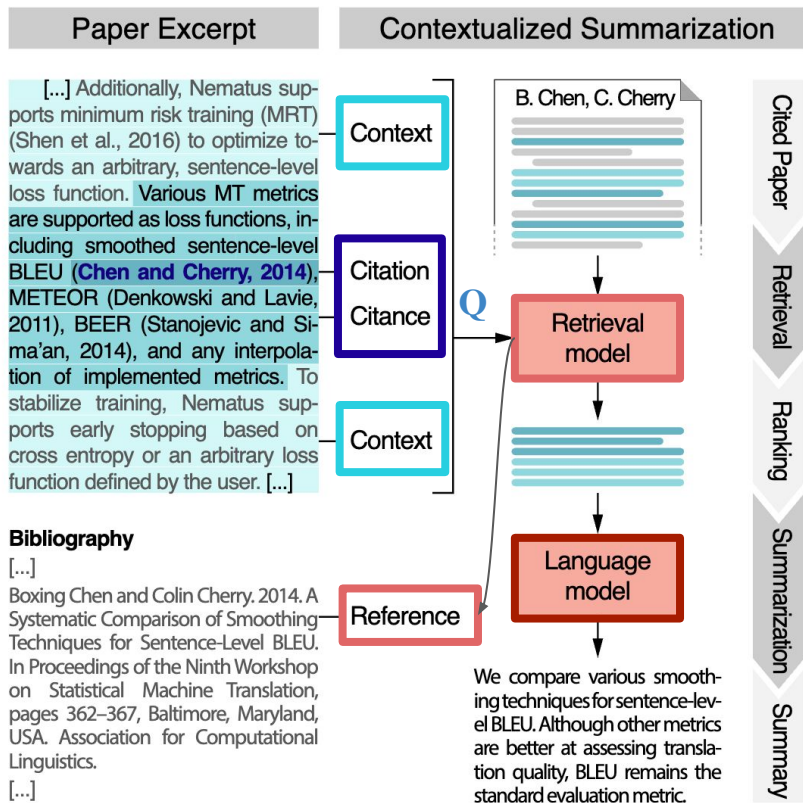 Paper Excerpt
[...] Additionally, Nematus sup-
ports minimum risk training (MRT)
(Shen et al., 2016) to optimize to-
wards an arbitrary, sentence-level
loss function. Various MT metrics
are supported as loss functions, in-
cluding smoothed sentence-level
BLEU (Chen and Cherry, 2014),
METEOR (Denkowski and Lavie,
2011), BEER (Stanojevic and Si-
ma'an, 2014), and any interpola-
tion of implemented metrics. To
stabilize training, Nematus sup-
ports early stopping based on
cross entropy or an arbitrary loss
function defined by the user. [...]
Bibliography
[...]
Boxing Chen and Colin Cherry. 2014. A
Systematic Comparison of Smoothing
Techniques for Sentence-Level BLEU.
In Proceedings of the Ninth Workshop
on Statistical Machine Translation,
pages 362–367, Baltimore, Maryland,
USA. Association for Computational
Linguistics.
[...]
Contextualized Summarization
Context
Citation
Citance
Context
Reference
Q
B. Chen, C. Cherry
Retrieval
model
Language
model
We compare various smooth-
ing techniques for sentence-lev-
el BLEU. Although other metrics
are better at assessing transla-
tion quality, BLEU remains the
standard evaluation metric.
Cited Paper
Retrieval
Ranking
Summarization
Summary